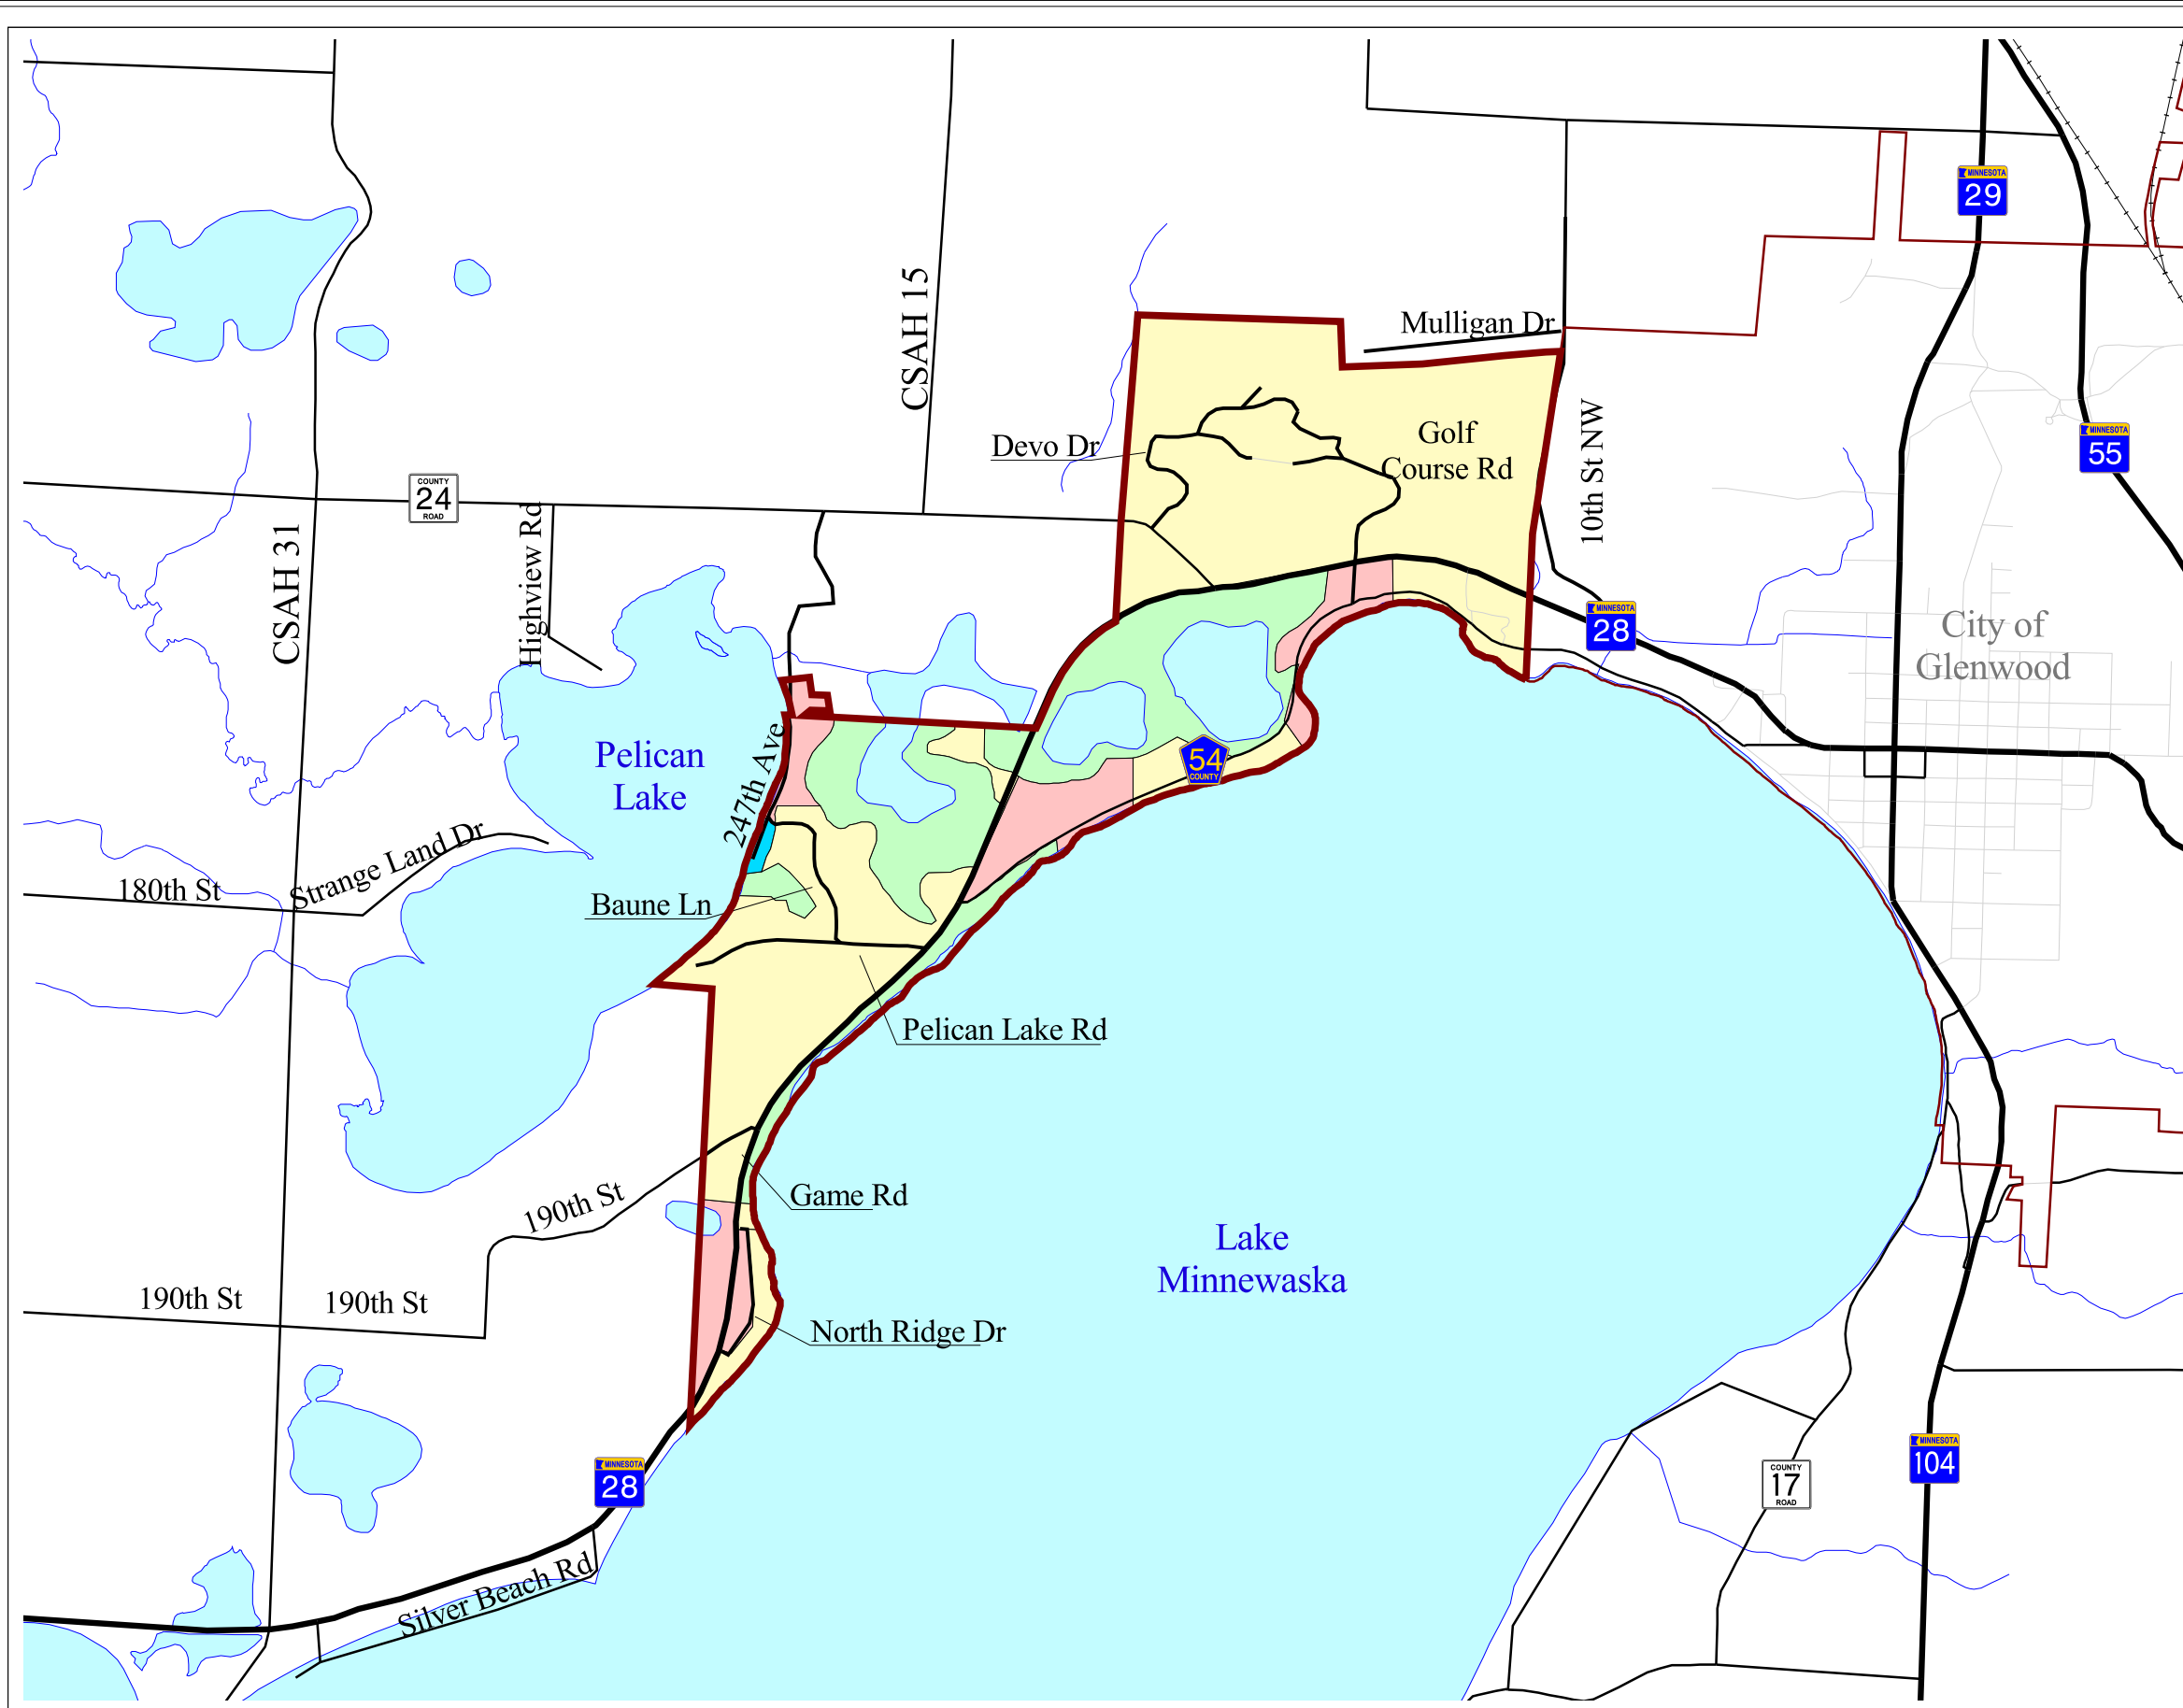 MINNESOTA
29
CSAH 15
Mulligan Dr
Devo Dr
Golf
Course Rd
10th St NW
MINNESOTA
55
COUNTY
24
ROAD
Highview Rd
CSAH 31
MINNESOTA
28
City of
Glenwood
Pelican
Lake
247th Ave
54
COUNTY
Strange Land Dr
180th St
Baune Ln
Pelican Lake Rd
Game Rd
190th St
Lake
Minnewaska
190th St
190th St
North Ridge Dr
MINNESOTA
28
MINNESOTA
104
COUNTY
17
ROAD
Silver Beach Rd